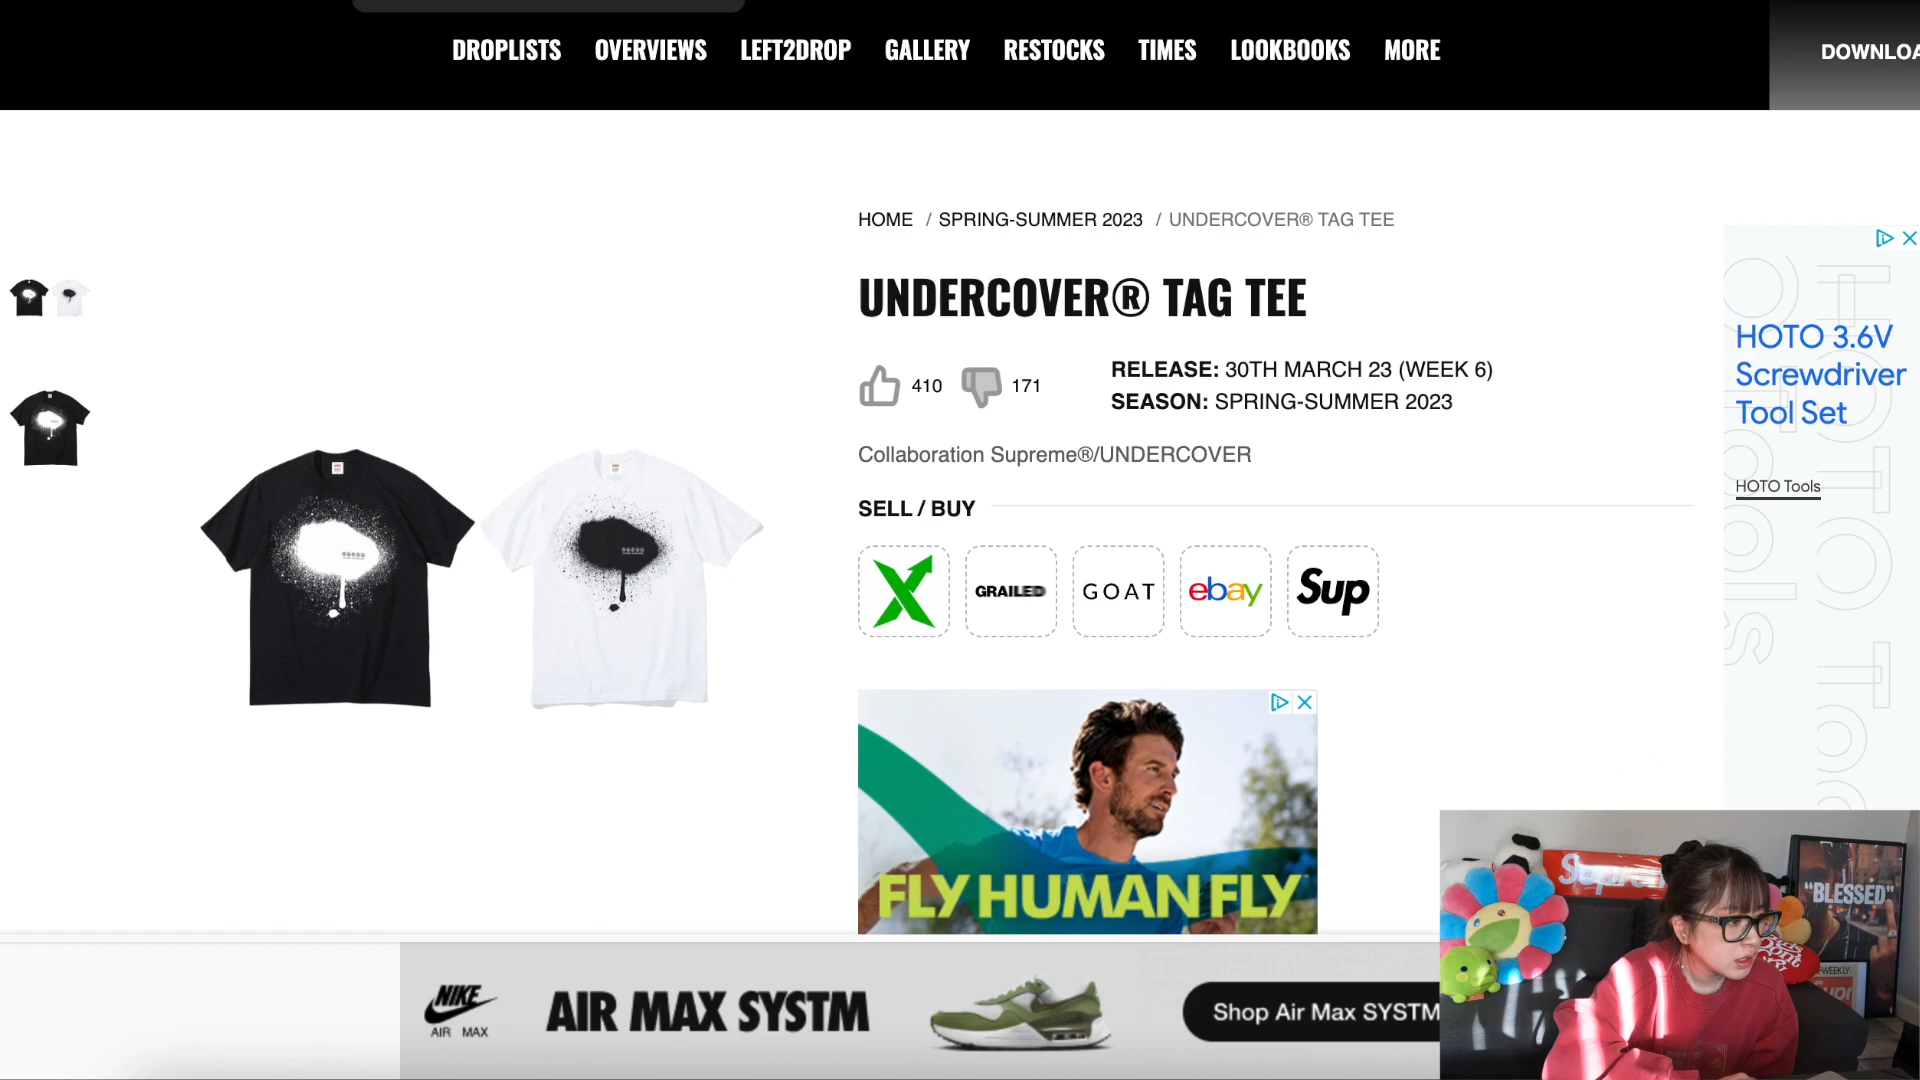 DROPLISTS OVERVIEWS LEFT2DROP GALLERY RESTOCKS TIMES LOOKBOOKS MORE
DOWNLOA
HOME / SPRING-SUMMER 2023 / UNDERCOVER® TAG TEE
UNDERCOVER® TAG TEE
410 171
RELEASE: 30TH MARCH 23 (WEEK 6)
SEASON: SPRING-SUMMER 2023
Collaboration Supreme®/UNDERCOVER
SELL / BUY
GRAILED GOAT ebay Sup
HOTO 3.6V
Screwdriver
Tool Set
HOTO Tools
FLY HUMAN FLY
NIKE
AIR MAX
AIR MAX SYSTM
Shop Air Max SYSTM
"BLESSED"